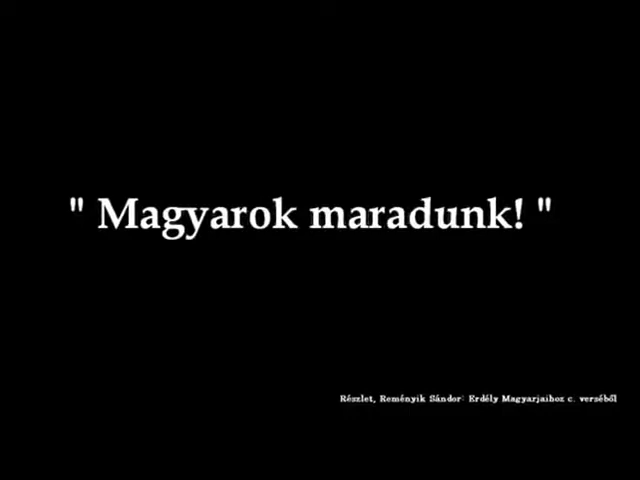 " Magyarok maradunk! "
Részlet, Reményik Sándor: Erdély Magyarjaihoz c. verséből